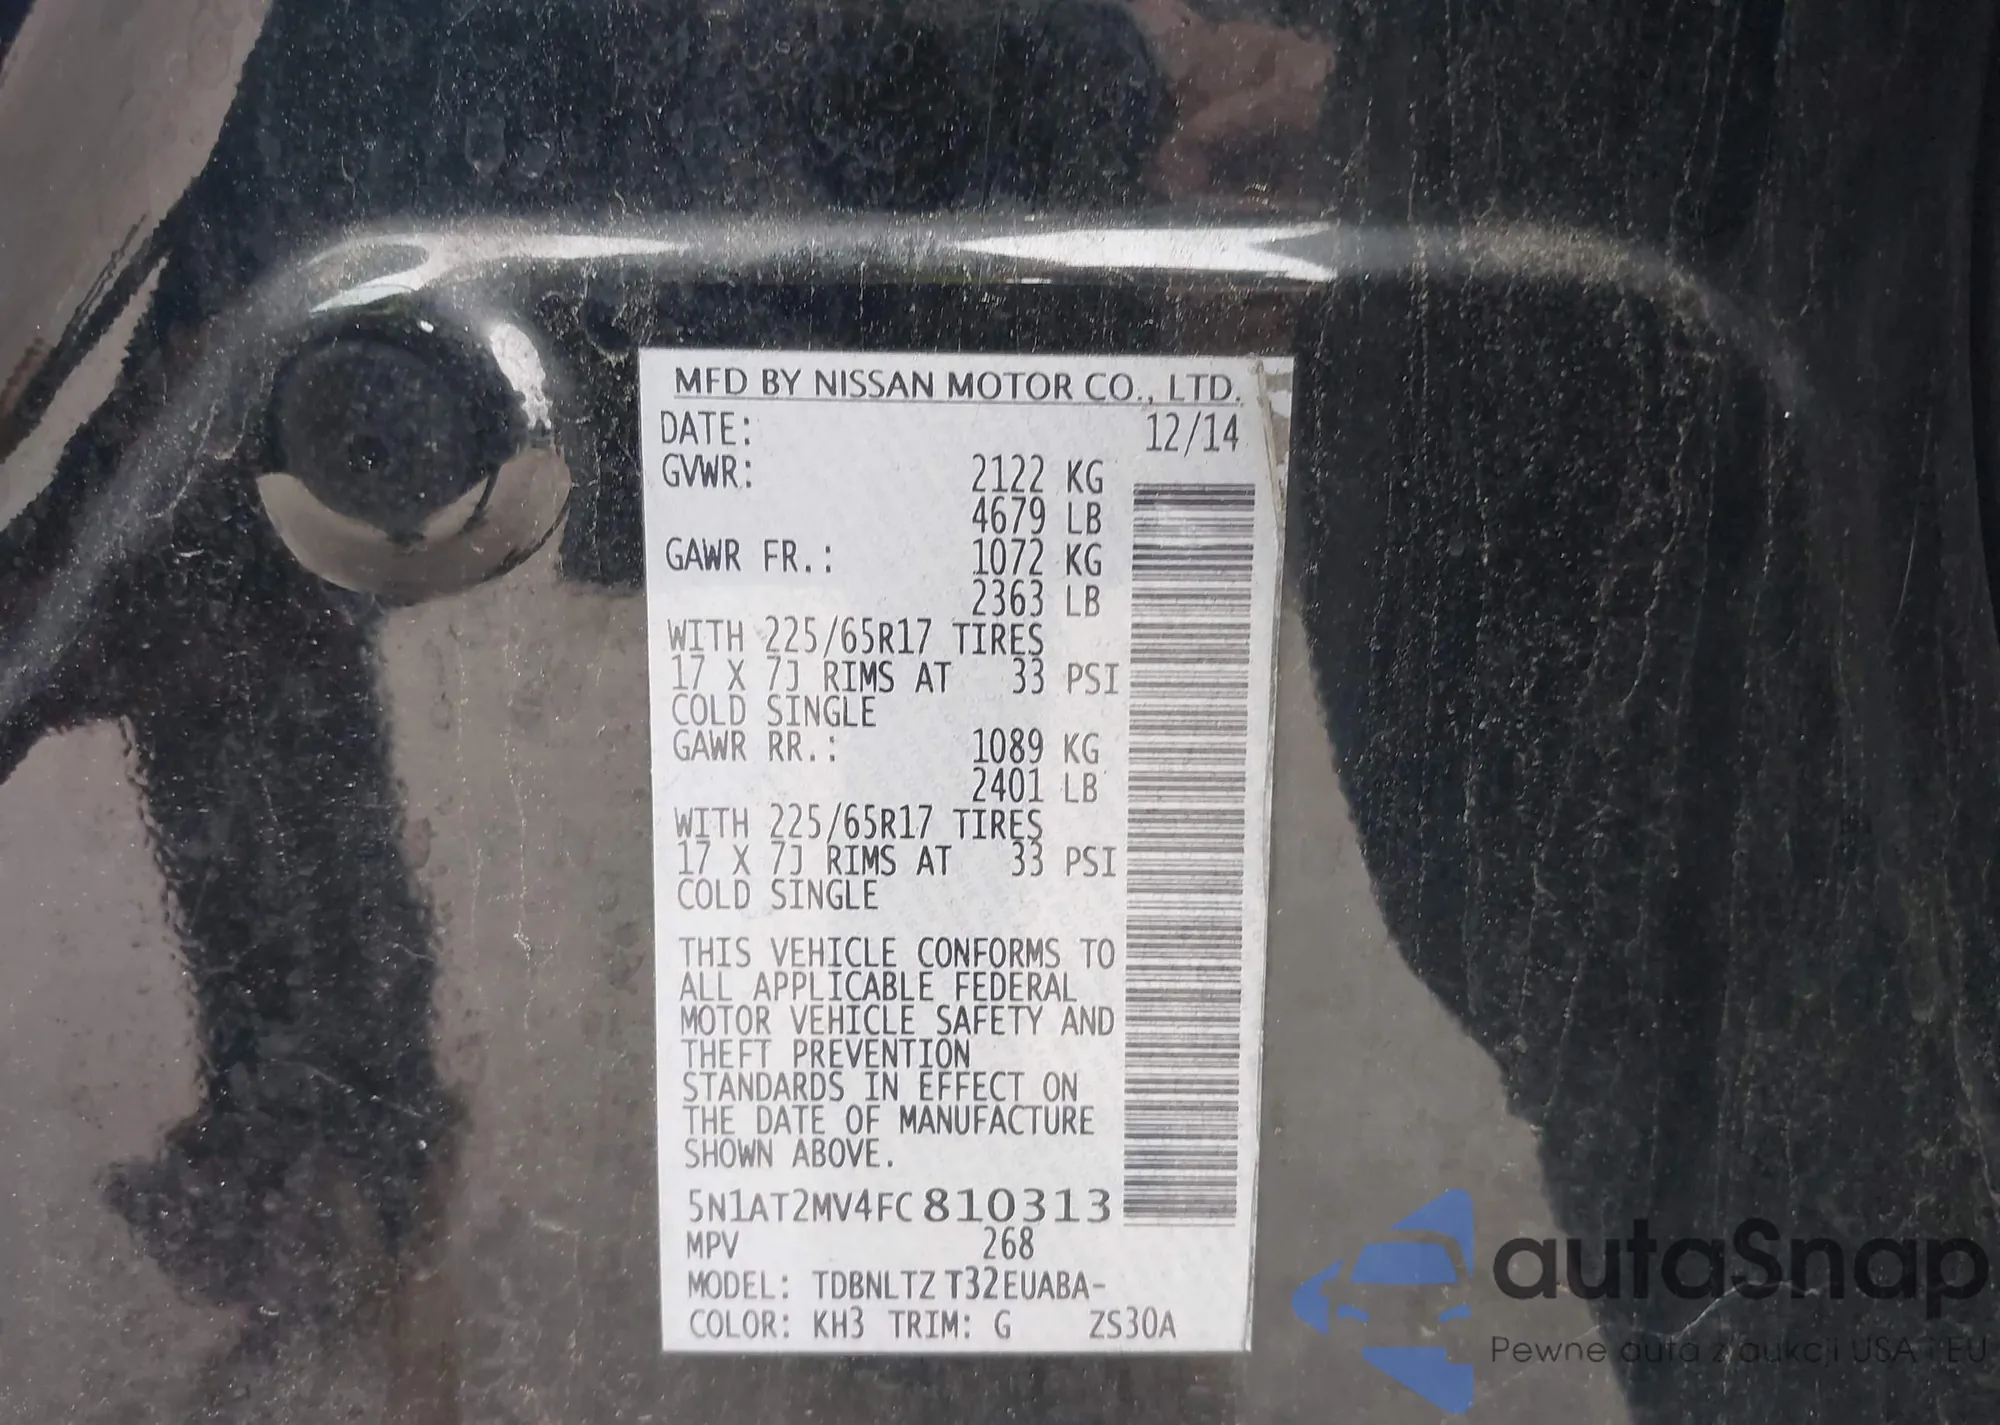 MFD BY NISSAN MOTOR CO., LTD.
DATE: 12/14
GVWR: 2122 KG
4679 LB
GAWR FR.: 1072 KG
2363 LB
WITH 225/65R17 TIRES
17 X 7J RIMS AT 33 PSI
COLD SINGLE
GAWR RR.: 1089 KG
2401 LB
WITH 225/65R17 TIRES
17 X 7J RIMS AT 33 PSI
COLD SINGLE
THIS VEHICLE CONFORMS TO
ALL APPLICABLE FEDERAL
MOTOR VEHICLE SAFETY AND
THEFT PREVENTION
STANDARDS IN EFFECT ON
THE DATE OF MANUFACTURE
SHOWN ABOVE.
5N1AT2MV4FC810313
MPV 268
MODEL: TDBNLTZ T32EUABA-
COLOR: KH3 TRIM: G ZS30A
autaSnap
Pewne auta z aukcji USA i EU